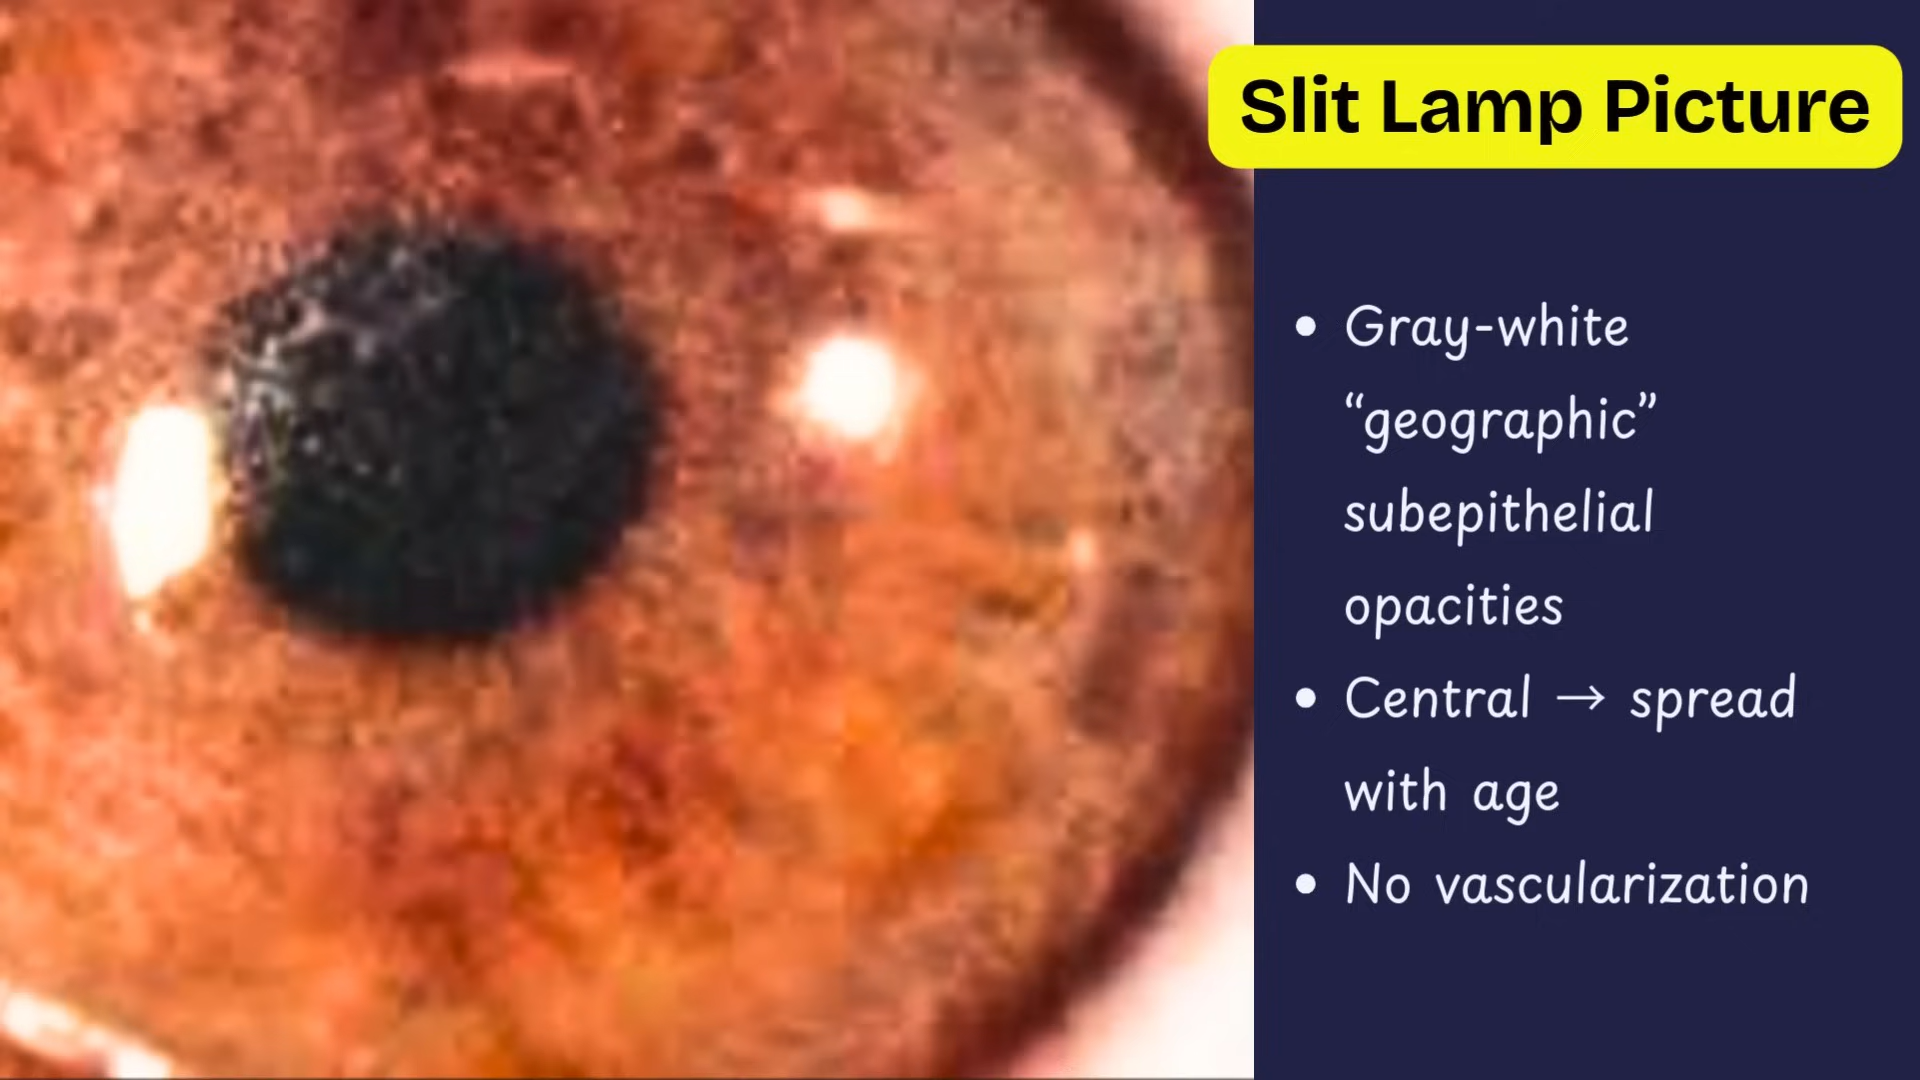 Slit Lamp Picture
• Gray-white
“geographic”
subepithelial
opacities
• Central → spread
with age
• No vascularization